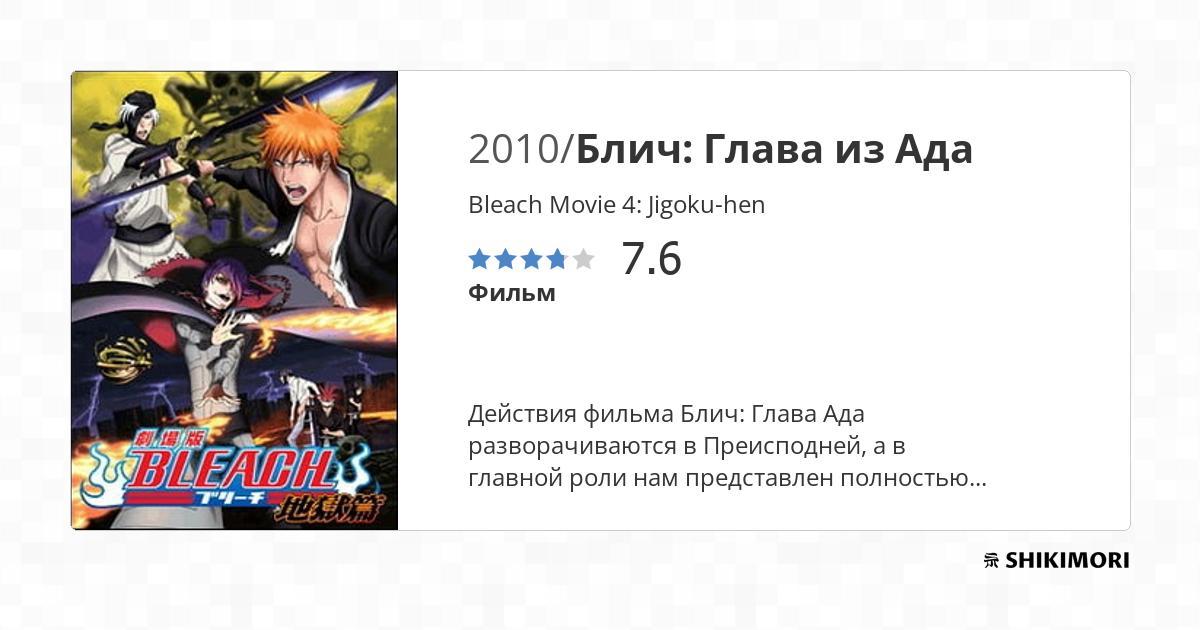 劇場版
BLEACH
ブリーチ
地獄篇
2010/Блич: Глава из Ада
Bleach Movie 4: Jigoku-hen
7.6
Фильм
Действия фильма Блич: Глава Ада
разворачиваются в Преисподней, а в
главной роли нам представлен полностью...
SHIKIMORI